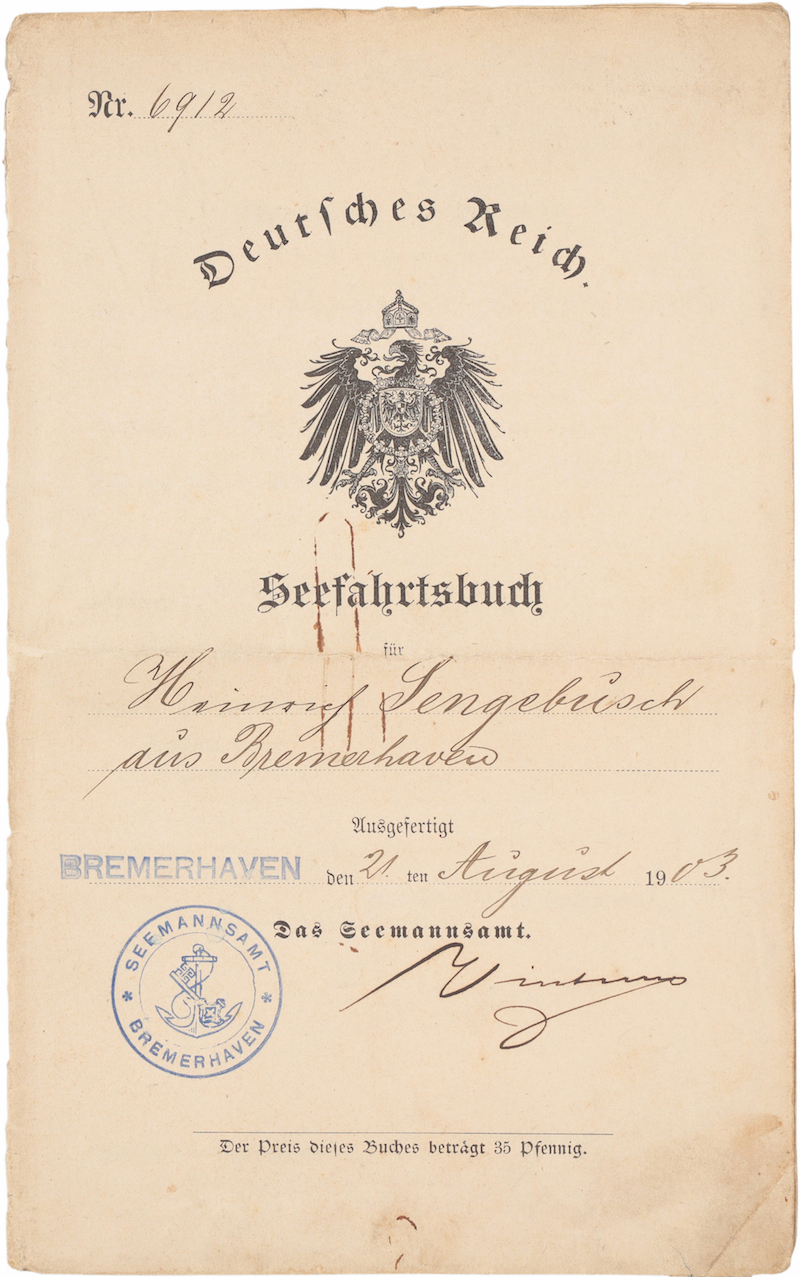 Nr. 6912
Deutsches Reich.
Seefahrtsbuch
für
Heinrich Sengebusch
aus Bremerhaven
Ausgefertigt
BREMERHAVEN den 21. ten August 1903.
Das Seemannsamt.
SEEMANNSAMT
* *
BREMERHAVEN
Der Preis dieses Buches beträgt 35 Pfennig.